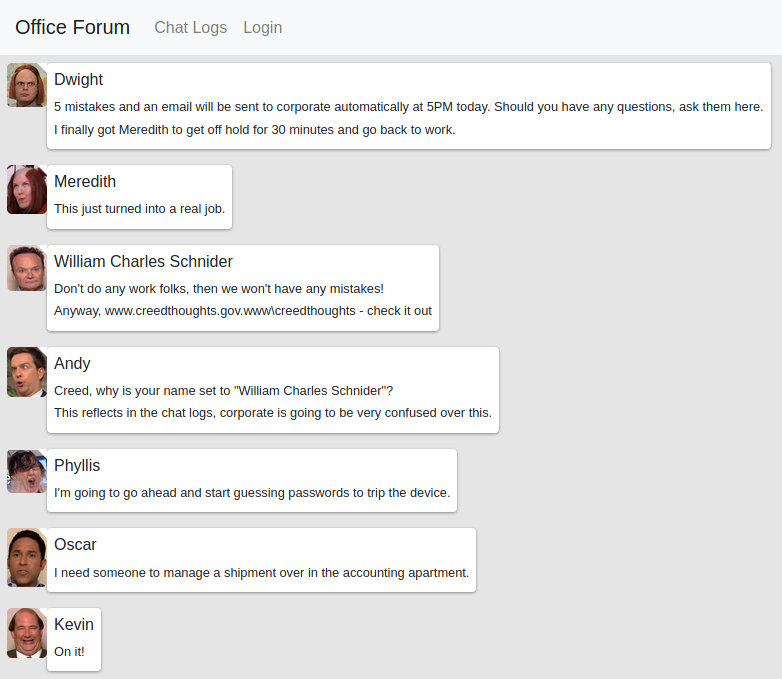 Office Forum Chat Logs Login
Dwight
5 mistakes and an email will be sent to corporate automatically at 5PM today. Should you have any questions, ask them here.
I finally got Meredith to get off hold for 30 minutes and go back to work.
Meredith
This just turned into a real job.
William Charles Schnider
Don't do any work folks, then we won't have any mistakes!
Anyway, www.creedthoughts.gov.www\creedthoughts - check it out
Andy
Creed, why is your name set to "William Charles Schnider"?
This reflects in the chat logs, corporate is going to be very confused over this.
Phyllis
I'm going to go ahead and start guessing passwords to trip the device.
Oscar
I need someone to manage a shipment over in the accounting apartment.
Kevin
On it!